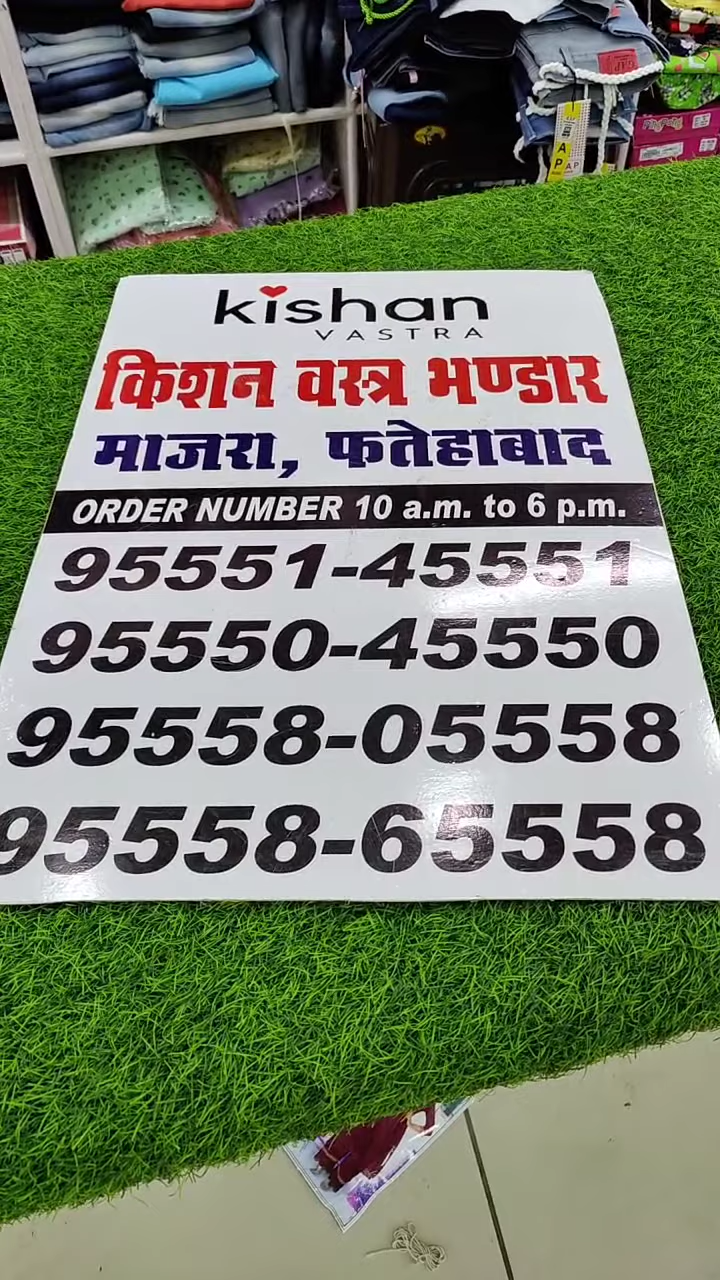 kishan
VASTRA
किशन वस्त्र भण्डार
माजरा, फतेहाबाद
ORDER NUMBER 10 a.m. to 6 p.m.
95551-45551
95550-45550
95558-05558
95558-65558